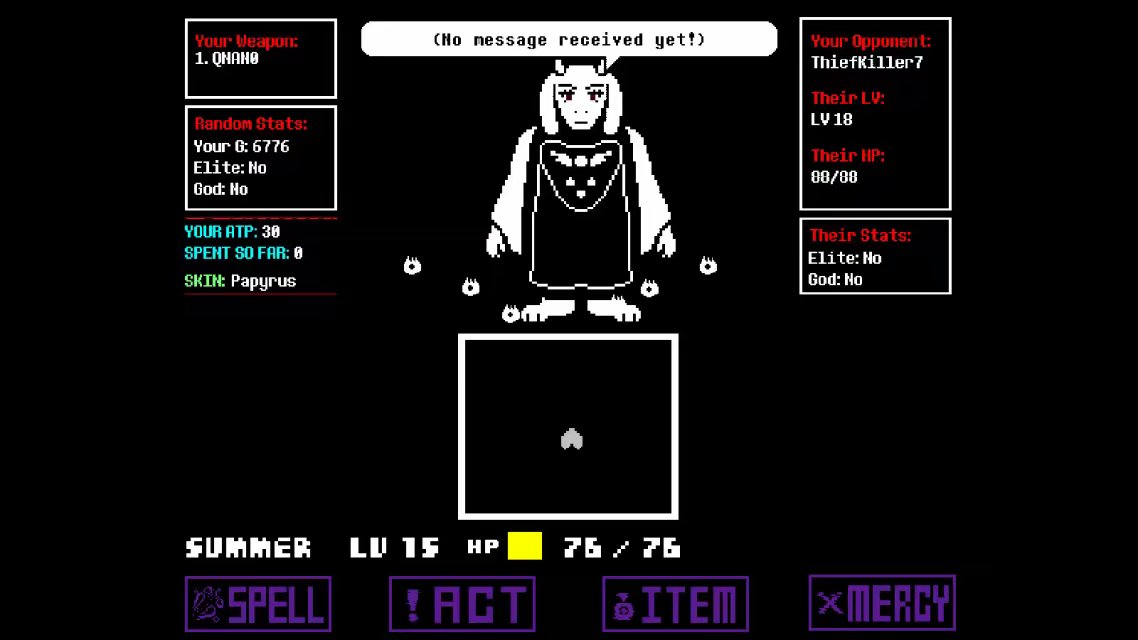 Your Weapon:
1. QNAN0
Random Stats:
Your G: 6776
Elite: No
God: No
YOUR ATP: 30
SPENT SO FAR: 0
SKIN: Papyrus
(No message received yet!)
Your Opponent:
ThiefKiller7
Their LV:
LV 18
Their HP:
88/88
Their Stats:
Elite: No
God: No
SUMMER LV 15 HP 76 / 76
SPELL ACT ITEM MERCY